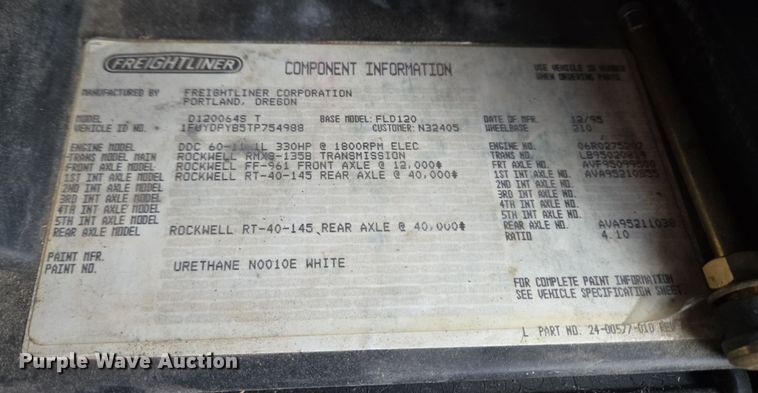 FREIGHTLINER
COMPONENT INFORMATION
USE VEHICLE ID NUMBER
WHEN ORDERING PARTS
MANUFACTURED BY FREIGHTLINER CORPORATION
PORTLAND, OREGON
MODEL D120064S T BASE MODEL: FLD120 DATE OF MFR 12/95
VEHICLE ID NO. 1FUYDPYB5TP754988 CUSTOMER: N32405 WHEELBASE 210
ENGINE MODEL DDC 60-11.1L 330HP @ 1800RPM ELEC ENGINE NO.
TRANS MODEL MAIN ROCKWELL RMX9-135B TRANSMISSION TRANS NO.
FRONT AXLE MODEL ROCKWELL FF-961 FRONT AXLE @ 12,000# FRT AXLE NO.
1ST INT AXLE MODEL ROCKWELL RT-40-145 REAR AXLE @ 40,000# 1ST INT AXLE NO.
2ND INT AXLE MODEL 2ND INT AXLE NO.
3RD INT AXLE MODEL 3RD INT AXLE NO.
4TH INT AXLE MODEL 4TH INT AXLE NO.
5TH INT AXLE MODEL 5TH INT AXLE NO.
REAR AXLE MODEL ROCKWELL RT-40-145 REAR AXLE @ 40,000# REAR AXLE NO.
RATIO 4.10
PAINT MFR.
PAINT NO. URETHANE N0010E WHITE
FOR COMPLETE PAINT INFORMATION
SEE VEHICLE SPECIFICATION SHEET.
L PART NO. 24-00577-010 REV
Purple Wave Auction